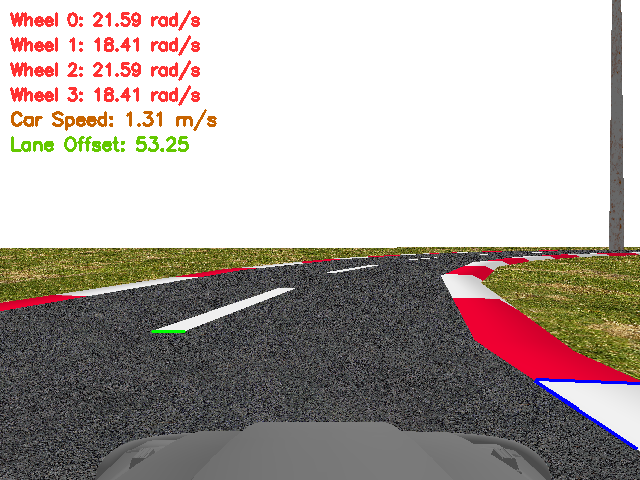 Wheel 0: 21.59 rad/s
Wheel 1: 18.41 rad/s
Wheel 2: 21.59 rad/s
Wheel 3: 18.41 rad/s
Car Speed: 1.31 m/s
Lane Offset: 53.25